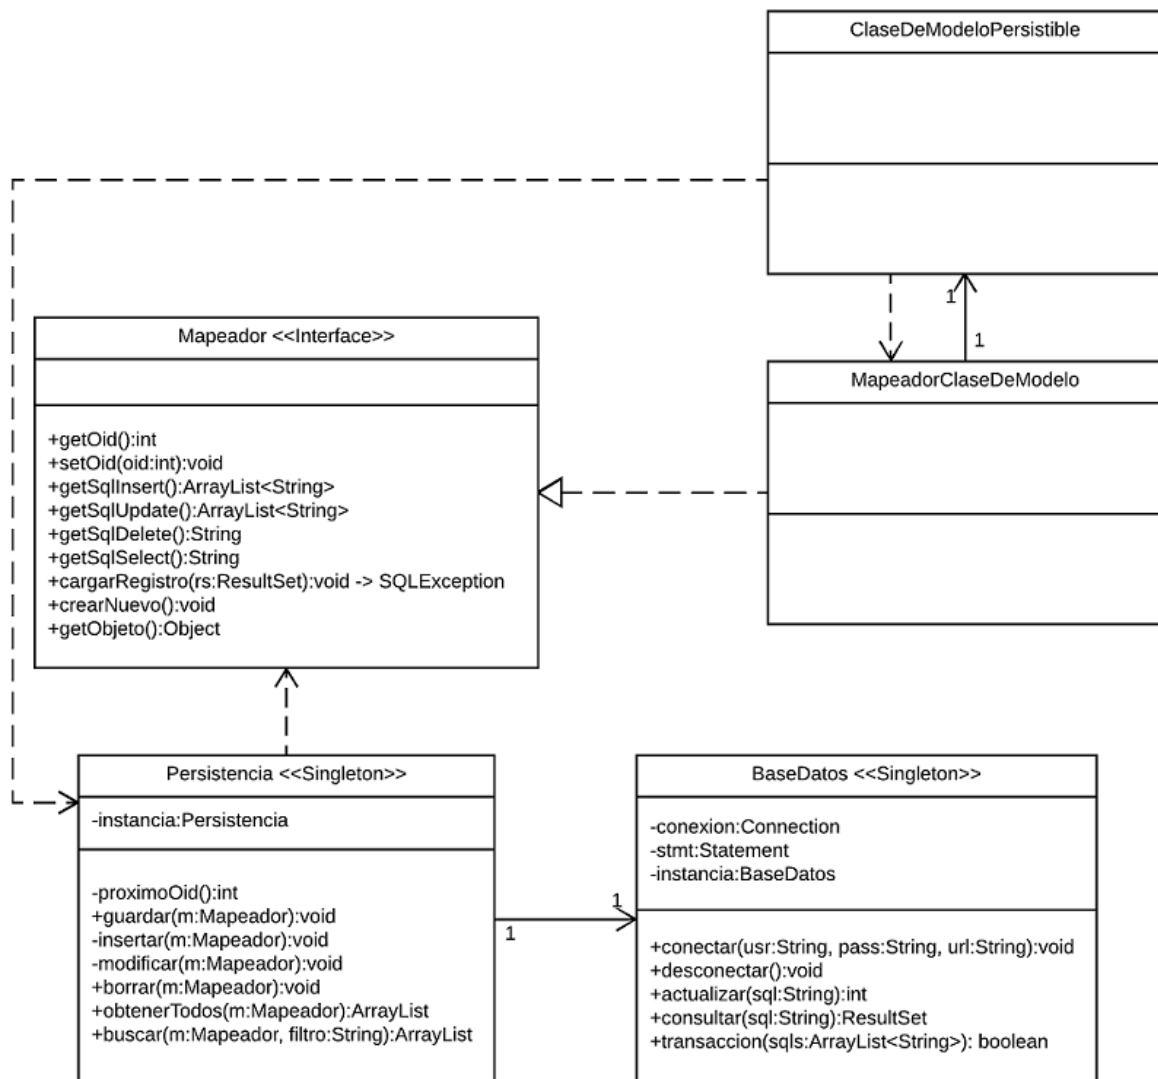 ClaseDeModeloPersistible
1
1
Mapeador <<Interface>>
+getOid():int
+setOid(oid:int):void
+getSqlInsert():ArrayList<String>
+getSqlUpdate():ArrayList<String>
+getSqlDelete():String
+getSqlSelect():String
+cargarRegistro(rs:ResultSet):void -> SQLException
+crearNuevo():void
+getObjeto():Object
MapeadorClaseDeModelo
Persistencia <<Singleton>>
-instancia:Persistencia
-proximoOid():int
+guardar(m:Mapeador):void
-insertar(m:Mapeador):void
-modificar(m:Mapeador):void
+borrar(m:Mapeador):void
+obtenerTodos(m:Mapeador):ArrayList
+buscar(m:Mapeador, filtro:String):ArrayList
1
1
BaseDatos <<Singleton>>
-conexion:Connection
-stmt:Statement
-instancia:BaseDatos
+conectar(usr:String, pass:String, url:String):void
+desconectar():void
+actualizar(sql:String):int
+consultar(sql:String):ResultSet
+transaccion(sqls:ArrayList<String>): boolean